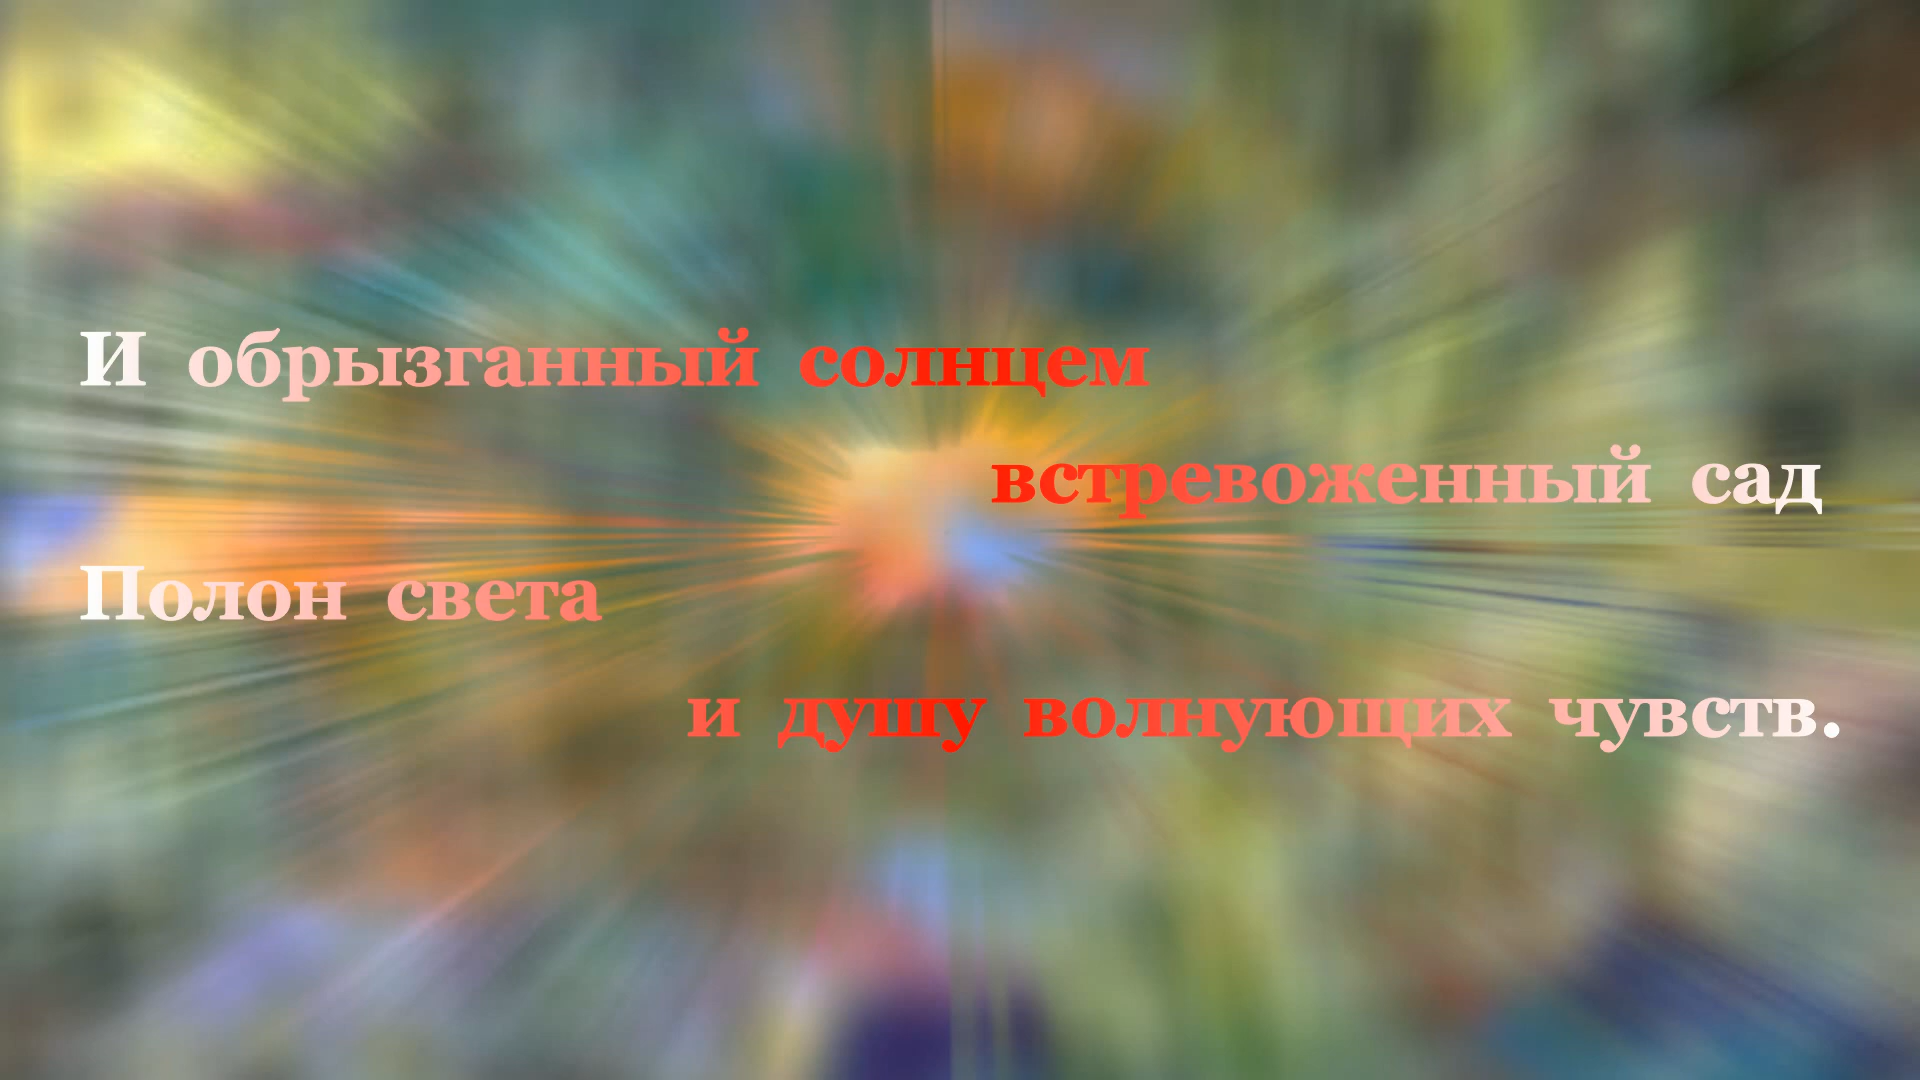 И обрызганный солнцем
встревоженный сад
Полон света
и душу волнующих чувств.